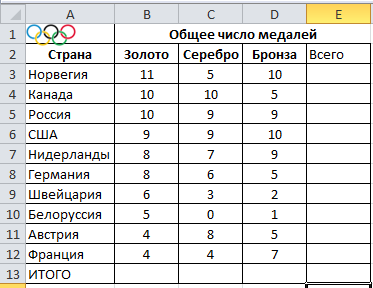 A B C D E
1 Общее число медалей
2 Страна Золото Серебро Бронза Всего
3 Норвегия 11 5 10
4 Канада 10 10 5
5 Россия 10 9 9
6 США 9 9 10
7 Нидерланды 8 7 9
8 Германия 8 6 5
9 Швейцария 6 3 2
10 Белоруссия 5 0 1
11 Австрия 4 8 5
12 Франция 4 4 7
13 ИТОГО